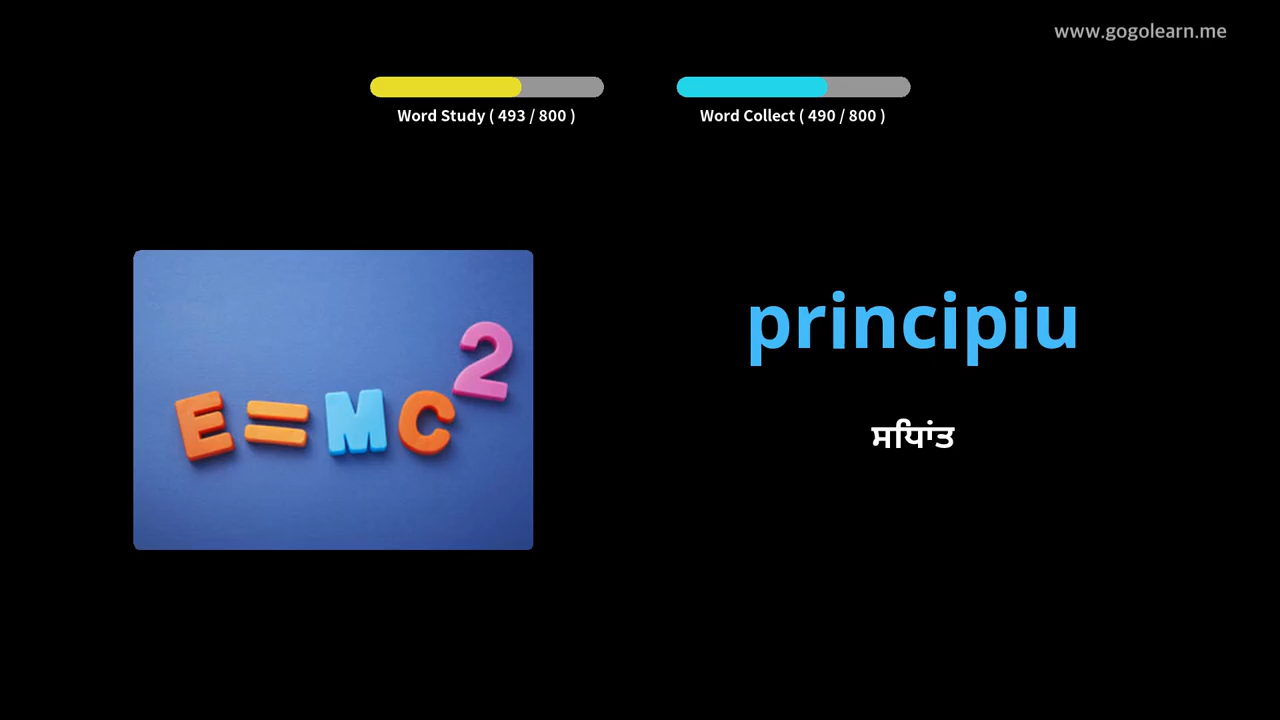 www.gogolearn.me
Word Study ( 493 / 800 )
Word Collect ( 490 / 800 )
E=MC2
principiu
ਸਧਿਾਂਤ